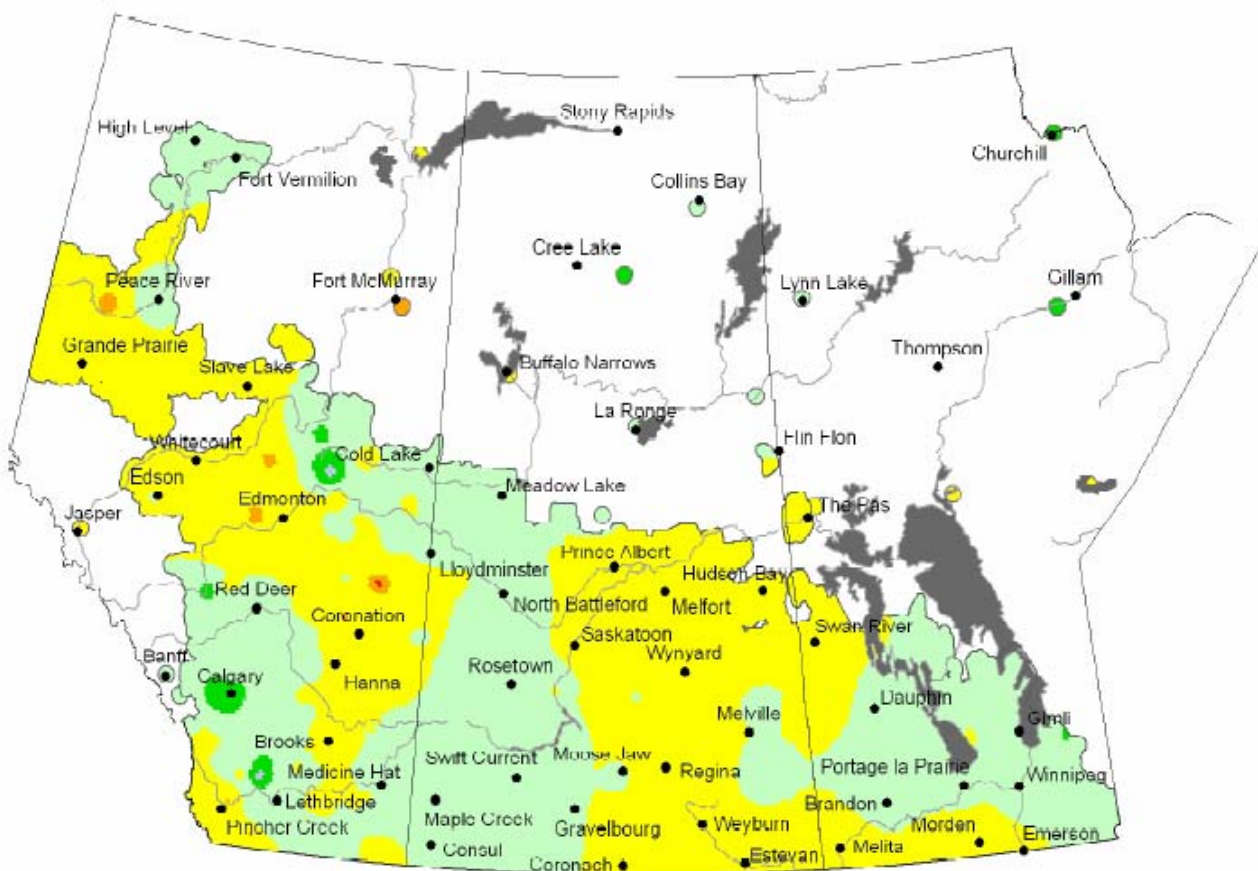 Stony Rapids
High Level
Churchill
Fort Vermilion
Collins Bay
Cree Lake
Peace River
Fort McMurray
Lynn Lake
Gillam
Grande Prairie
Thompson
Slave Lake
Buffalo Narrows
La Ronge
Flin Flon
Whitecourt
Cold Lake
Edson
Meadow Lake
Edmonton
The Pas
Jasper
Prince Albert
Lloydminster
Hudson Bay
Red Deer
North Battleford
Melfort
Coronation
Saskatoon
Swan River
Banff
Wynyard
Calgary
Hanna
Rosetown
Dauphin
Melville
Gimli
Brooks
Swift Current
Moose Jaw
Medicine Hat
Regina
Portage la Prairie
Winnipeg
Lethbridge
Maple Creek
Brandon
Pincher Creek
Gravelbourg
Weyburn
Morden
Emerson
Consul
Melita
Coronach
Estevan